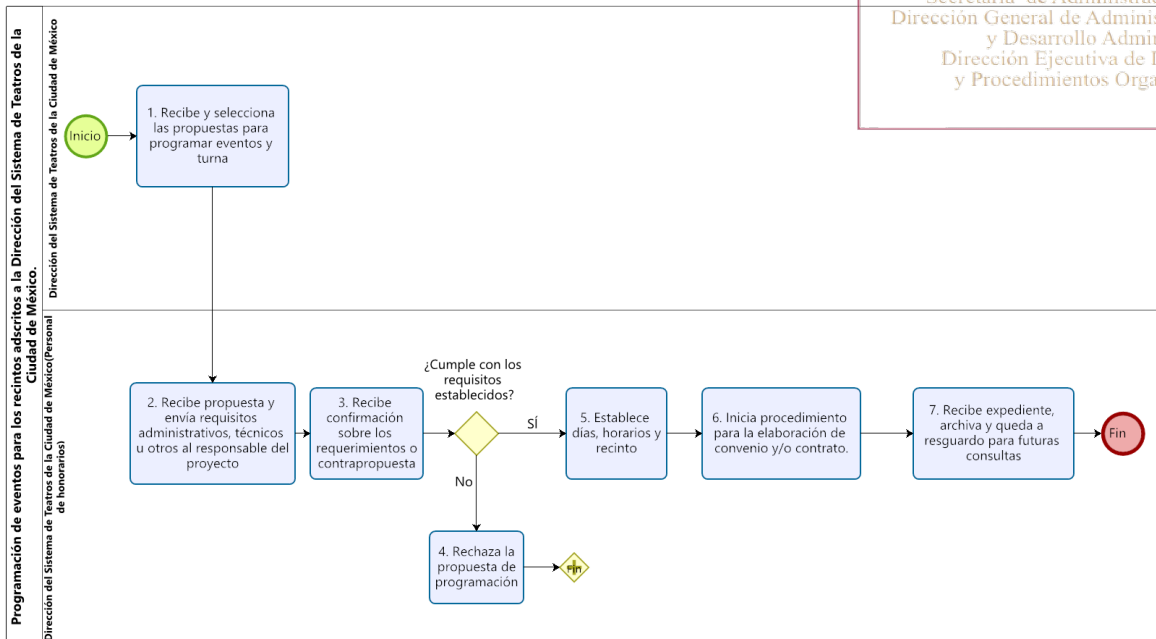 Secretaría de Administra
Dirección General de Adminis
y Desarrollo Admi
Dirección Ejecutiva de
y Procedimientos Orga
Programación de eventos para los recintos adscritos a la Dirección del Sistema de Teatros de la
Ciudad de México.
Dirección del Sistema de Teatros de la Ciudad de México
Inicio
1. Recibe y selecciona
las propuestas para
programar eventos y
turna
Dirección del Sistema de Teatros de la Ciudad de México(Personal
de honorarios)
2. Recibe propuesta y
envía requisitos
administrativos, técnicos
u otros al responsable del
proyecto
3. Recibe
confirmación
sobre los
requerimientos o
contrapropuesta
¿Cumple con los
requisitos
establecidos?
SÍ
No
5. Establece
días, horarios y
recinto
6. Inicia procedimiento
para la elaboración de
convenio y/o contrato.
7. Recibe expediente,
archiva y queda a
resguardo para futuras
consultas
Fin
4. Rechaza la
propuesta de
programación
Fin